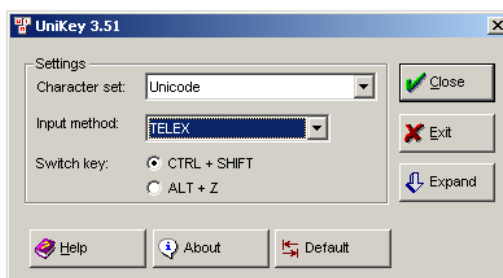 UniKey 3.51
Settings
Character set: Unicode
Close
Input method: TELEX
Exit
Switch key: CTRL + SHIFT
ALT + Z
Expand
Help About Default